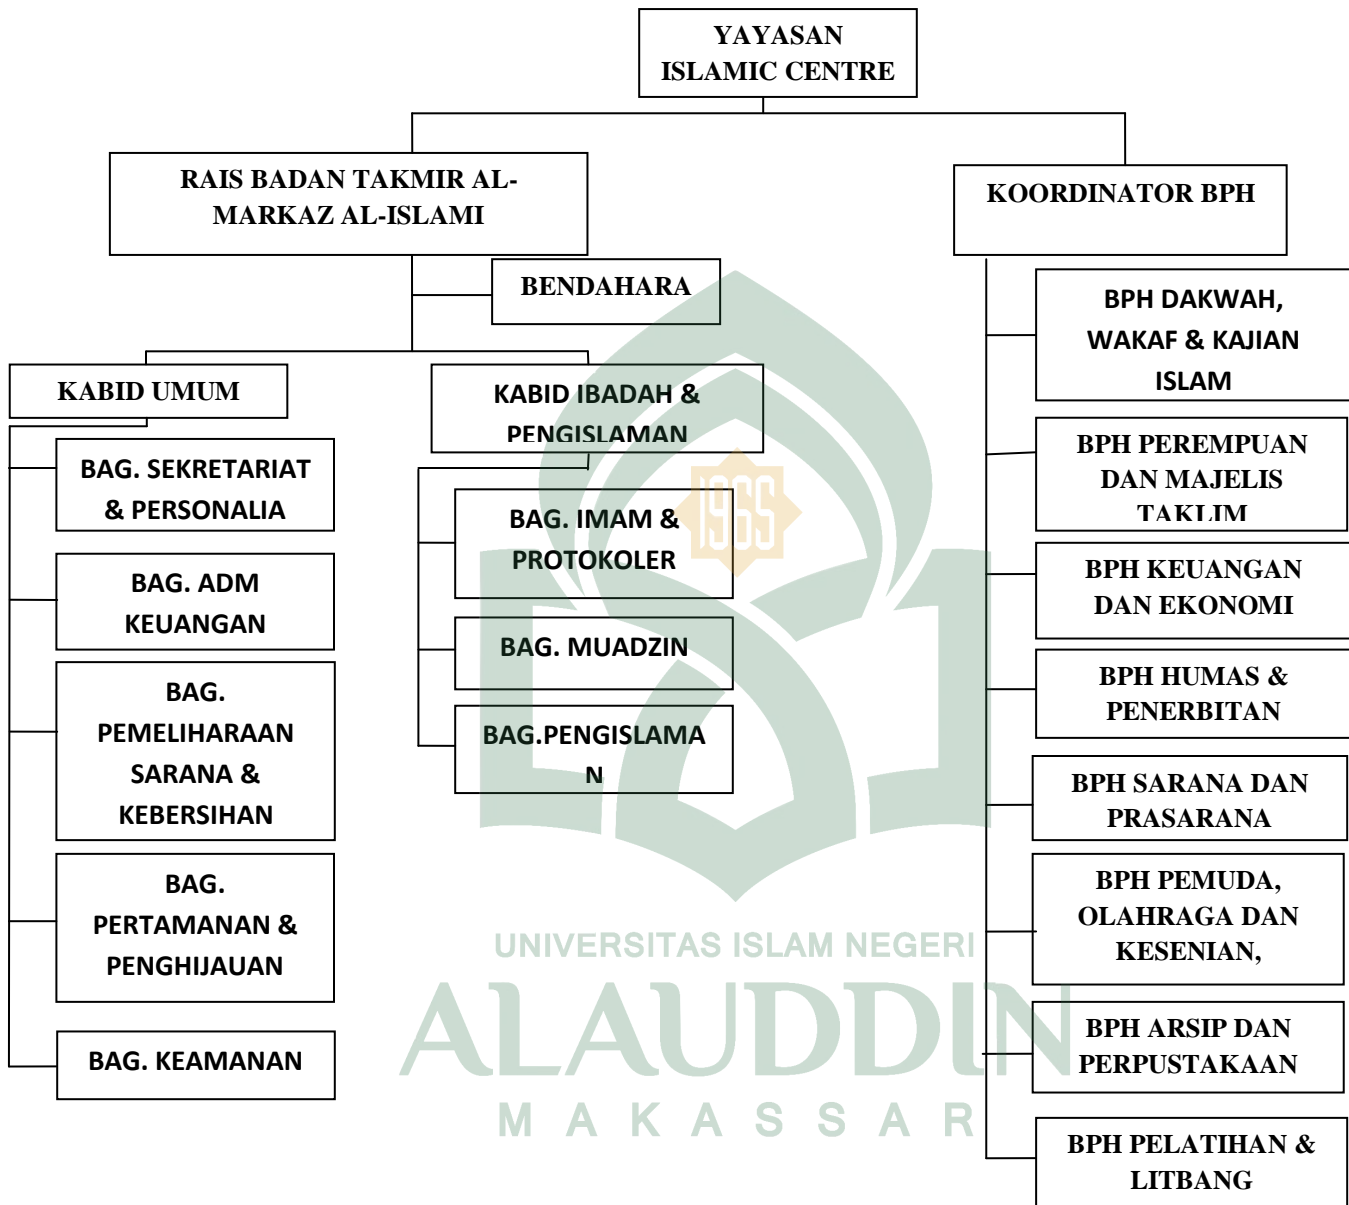 YAYASAN
ISLAMIC CENTRE
RAIS BADAN TAKMIR AL-
MARKAZ AL-ISLAMI
KOORDINATOR BPH
BENDAHARA
KABID UMUM
BAG. SEKRETARIAT
& PERSONALIA
BAG. ADM
KEUANGAN
BAG.
PEMELIHARAAN
SARANA &
KEBERSIHAN
BAG.
PERTAMANAN &
PENGHIJAUAN
BAG. KEAMANAN
KABID IBADAH &
PENGISLAMAN
BAG. IMAM &
PROTOKOLER
BAG. MUADZIN
BAG.PENGISLAMA
N
BPH DAKWAH,
WAKAF & KAJIAN
ISLAM
BPH PEREMPUAN
DAN MAJELIS
TAKLIM
BPH KEUANGAN
DAN EKONOMI
BPH HUMAS &
PENERBITAN
BPH SARANA DAN
PRASARANA
BPH PEMUDA,
OLAHRAGA DAN
KESENIAN,
BPH ARSIP DAN
PERPUSTAKAAN
BPH PELATIHAN &
LITBANG
1965
UNIVERSITAS ISLAM NEGERI
ALAUDDIN
MAKASSAR